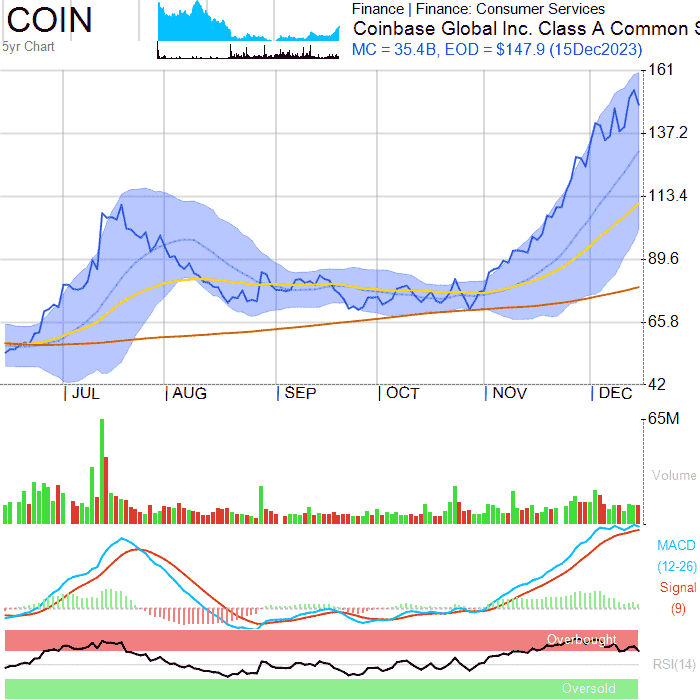 COIN
5yr Chart
Finance | Finance: Consumer Services
Coinbase Global Inc. Class A Common S
MC = 35.4B, EOD = $147.9 (15Dec2023)
161
137.2
113.4
89.6
65.8
42
JUL AUG SEP OCT NOV DEC
65M
Volume
MACD
(12-26)
Signal
(9)
Overbought
RSI(14)
Oversold